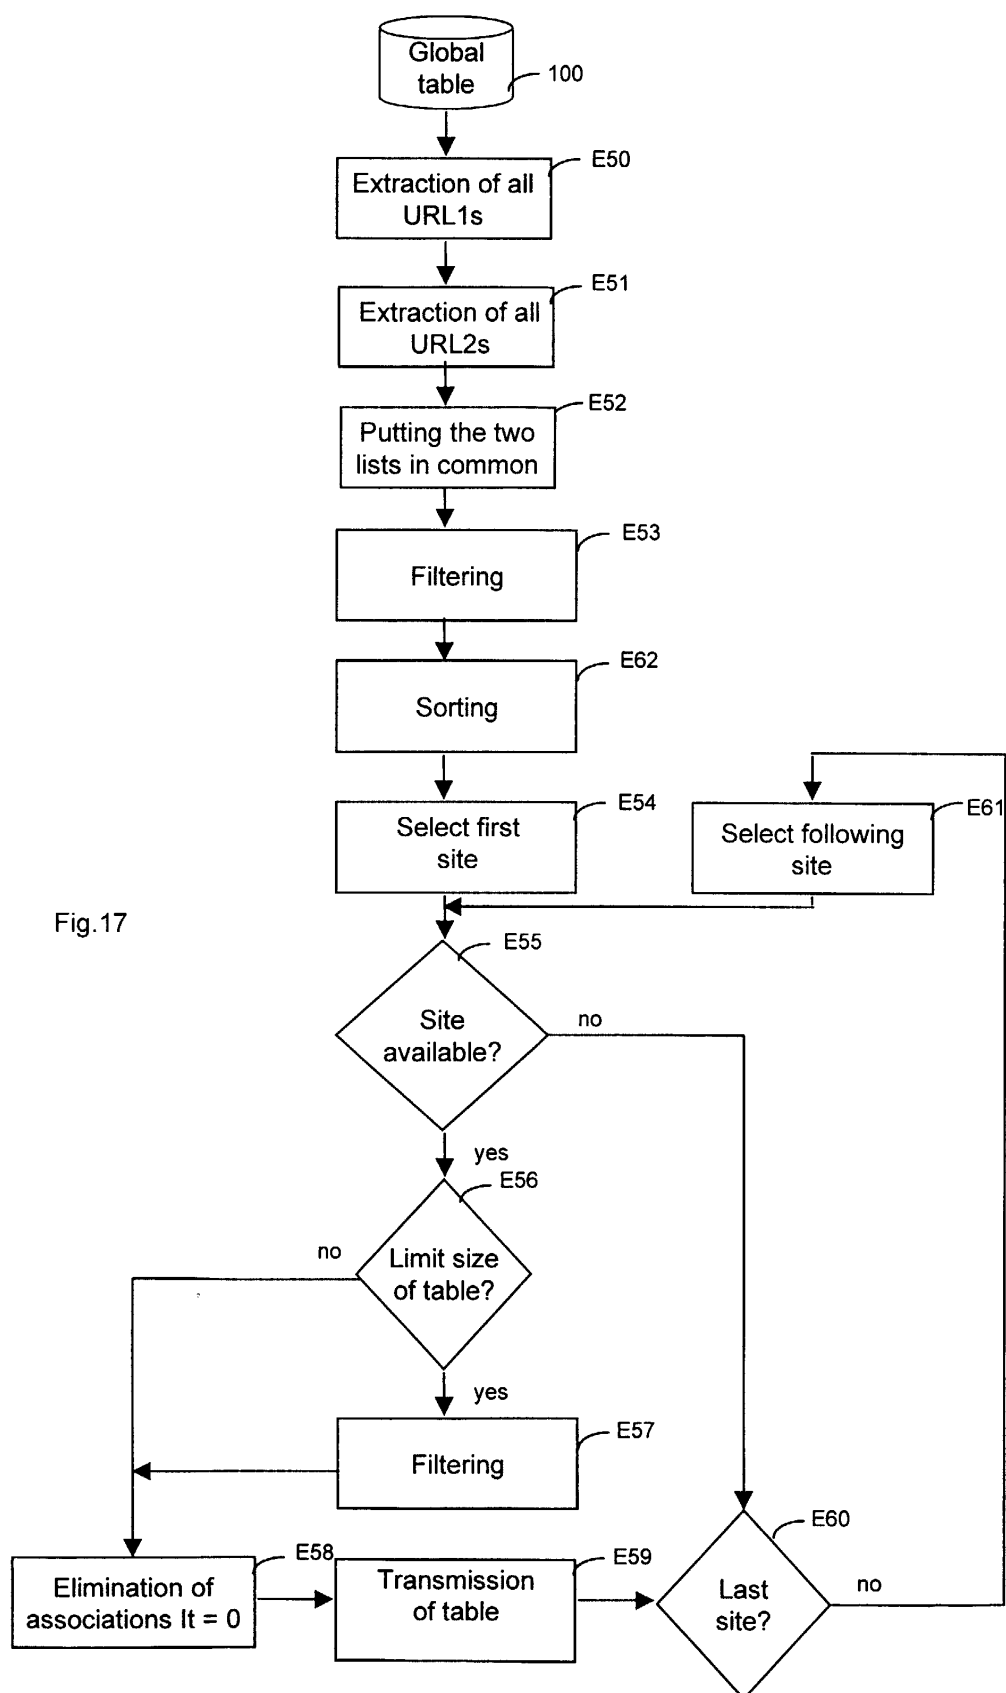 Global
table
100
E50
Extraction of all
URL1s
E51
Extraction of all
URL2s
E52
Putting the two
lists in common
E53
Filtering
E62
Sorting
E54
Select first
site
E61
Select following
site
Fig.17
E55
Site
available?
no
yes
E56
Limit size
of table?
no
yes
E57
Filtering
E58
Elimination of
associations It = 0
E59
Transmission
of table
E60
Last
site?
no